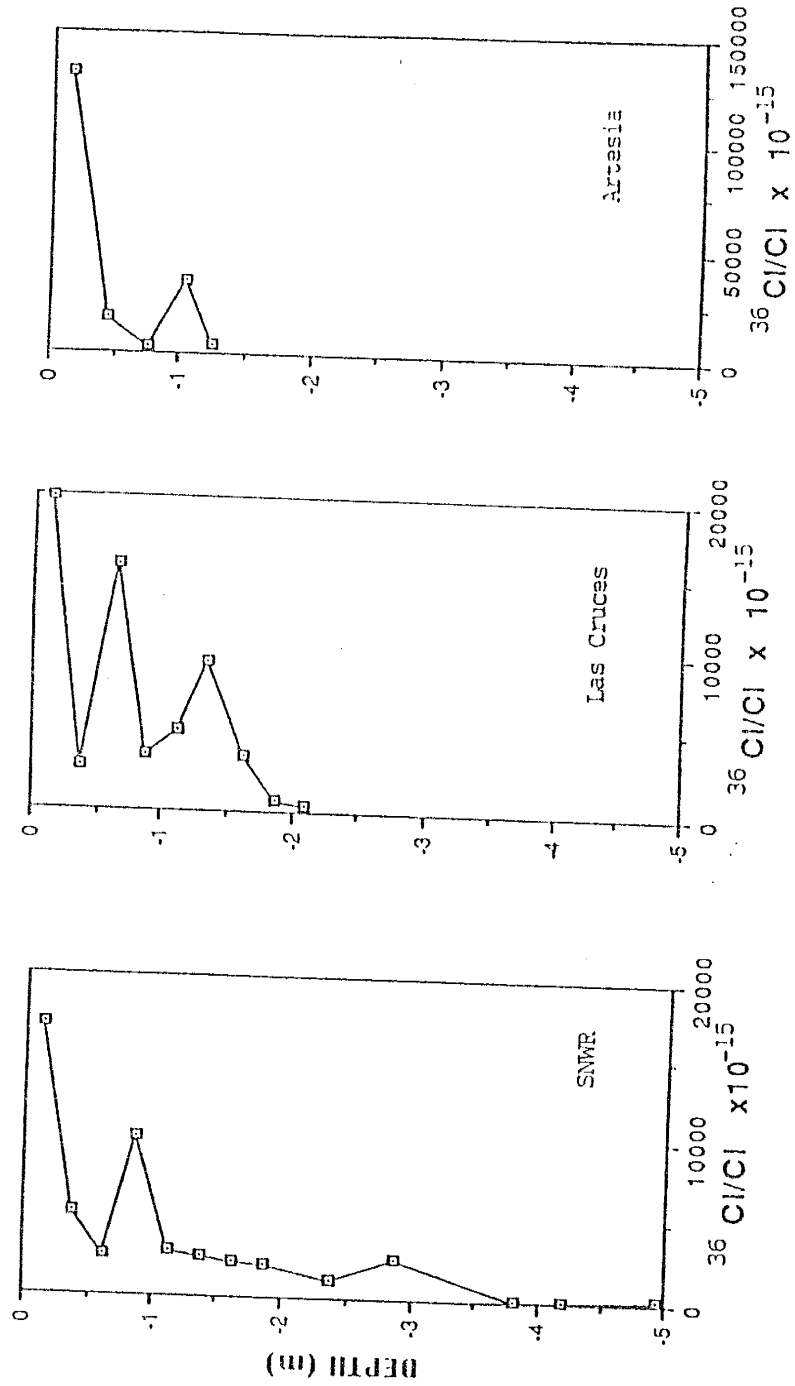 DEPTH (m)
0
-1
-2
-3
-4
-5
0 10000 20000
36 Cl/Cl x10-15
SNWR
0
-1
-2
-3
-4
-5
0 10000 20000
36 Cl/Cl x 10-15
Las Cruces
0
-1
-2
-3
-4
-5
0 50000 100000 150000
36 Cl/Cl x 10-15
Artesia